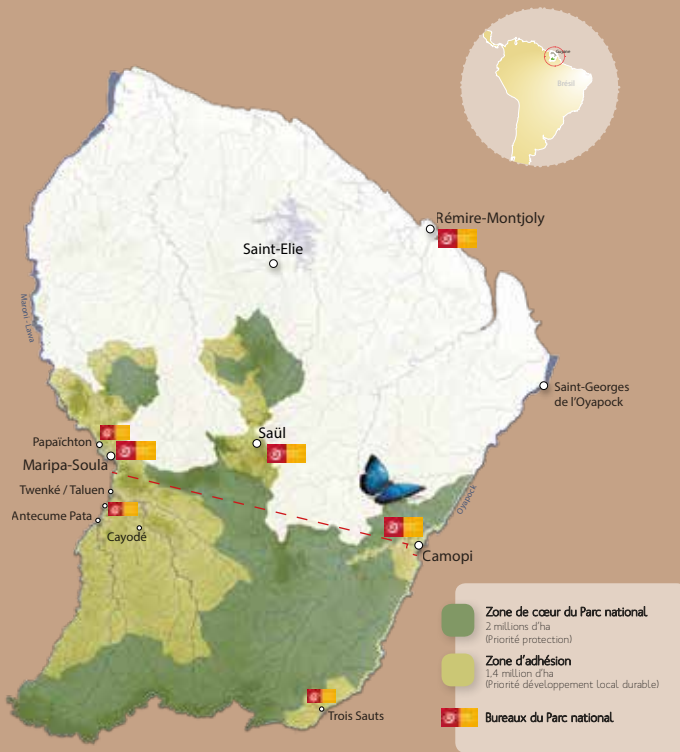 Guyane
Brésil
Rémire-Montjoly
Saint-Elie
Maroni - Lawa
Saint-Georges
de l'Oyapock
Papaïchton
Saül
Maripa-Soula
Twenké / Taluen
Oyapock
Antecume Pata
Cayodé
Camopi
Zone de cœur du Parc national
2 millions d'ha
(Priorité protection)
Zone d'adhésion
1,4 million d'ha
(Priorité développement local durable)
Trois Sauts
Bureaux du Parc national